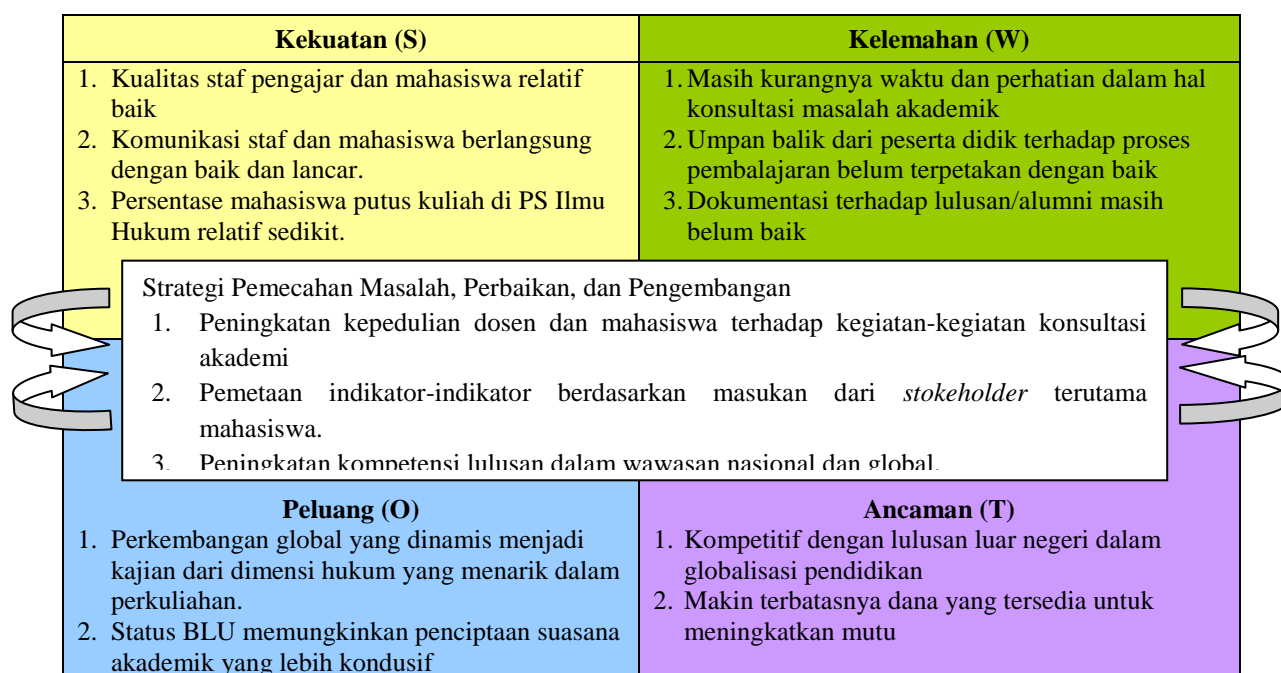 Kekuatan (S)
1. Kualitas staf pengajar dan mahasiswa relatif
baik
2. Komunikasi staf dan mahasiswa berlangsung
dengan baik dan lancar.
3. Persentase mahasiswa putus kuliah di PS Ilmu
Hukum relatif sedikit.
Kelemahan (W)
1. Masih kurangnya waktu dan perhatian dalam hal
konsultasi masalah akademik
2. Umpan balik dari peserta didik terhadap proses
pembalajaran belum terpetakan dengan baik
3. Dokumentasi terhadap lulusan/alumni masih
belum baik
Strategi Pemecahan Masalah, Perbaikan, dan Pengembangan
1. Peningkatan kepedulian dosen dan mahasiswa terhadap kegiatan-kegiatan konsultasi
akademi
2. Pemetaan indikator-indikator berdasarkan masukan dari stokeholder terutama
mahasiswa.
3. Peningkatan kompetensi lulusan dalam wawasan nasional dan global.
Peluang (O)
1. Perkembangan global yang dinamis menjadi
kajian dari dimensi hukum yang menarik dalam
perkuliahan.
2. Status BLU memungkinkan penciptaan suasana
akademik yang lebih kondusif
Ancaman (T)
1. Kompetitif dengan lulusan luar negeri dalam
globalisasi pendidikan
2. Makin terbatasnya dana yang tersedia untuk
meningkatkan mutu